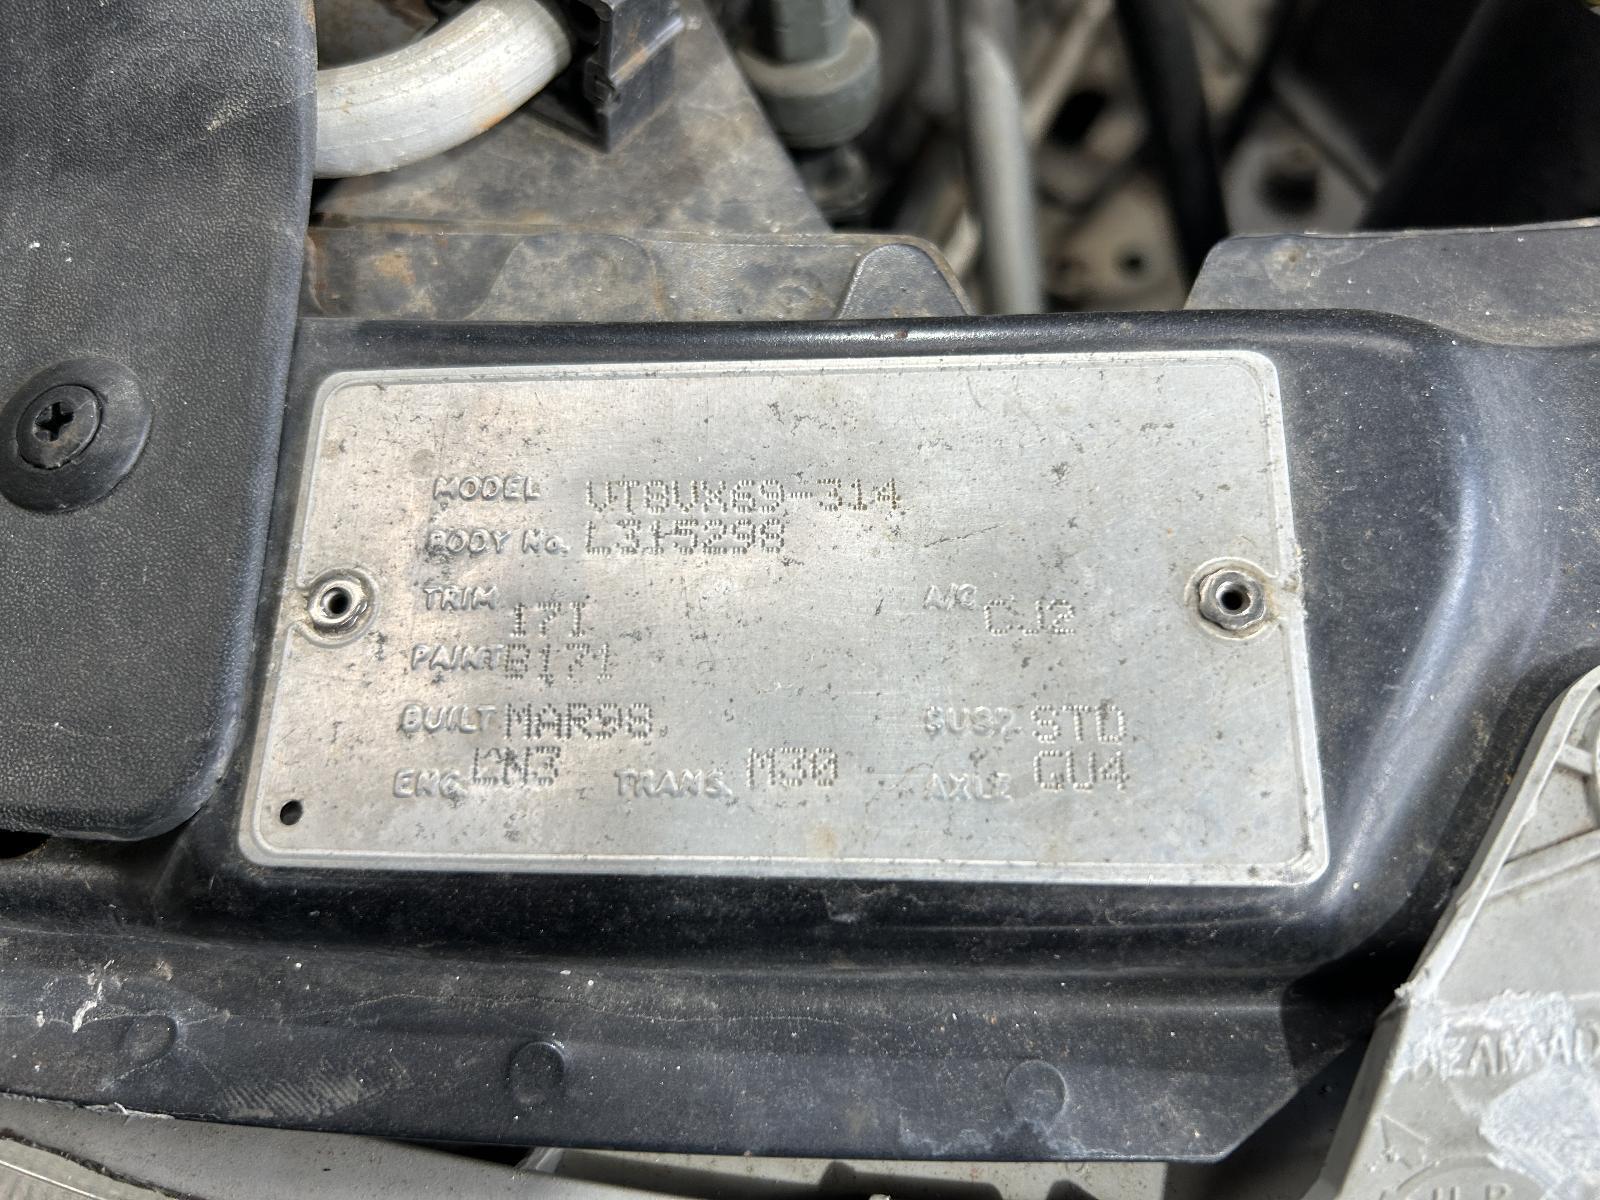 MODEL VT8VX69-314
BODY No. L315298
TRIM 17I A/C CJ2
PAINT B171
BUILT MAR98 SUSP. STD
ENG. LN3 TRANS. M30 AXLE GU4